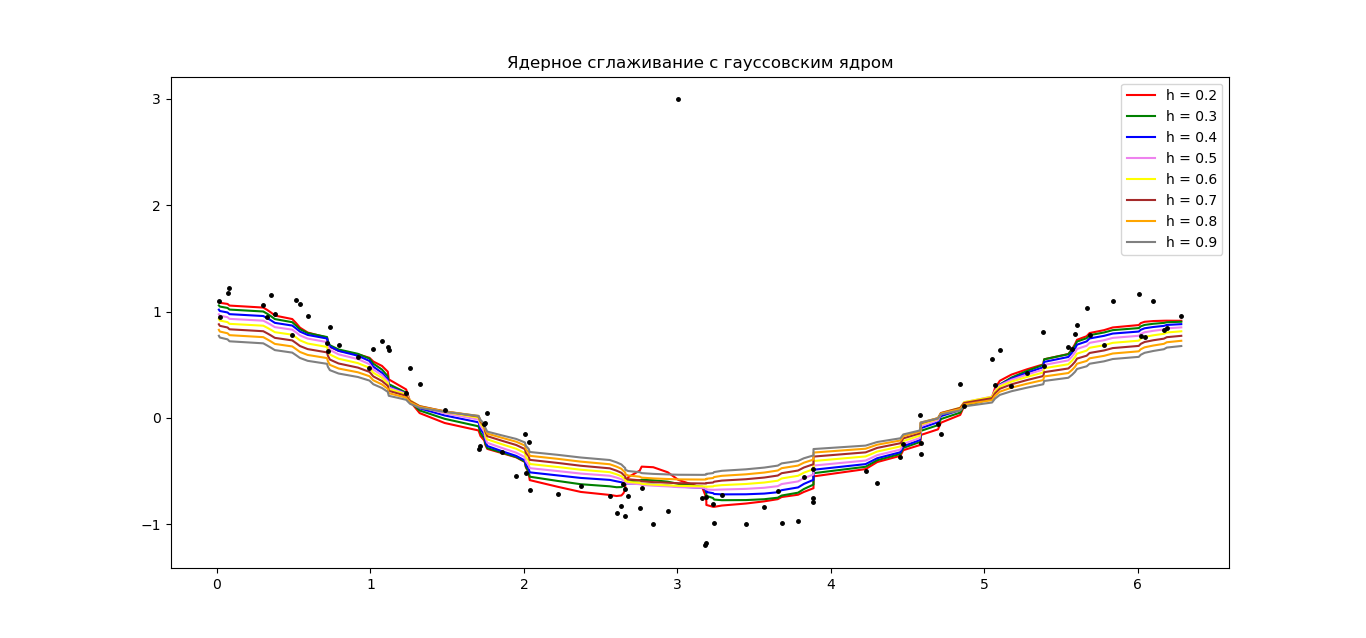 Ядерное сглаживание с гауссовским ядром
3
2
1
0
−1
0 1 2 3 4 5 6
h = 0.2
h = 0.3
h = 0.4
h = 0.5
h = 0.6
h = 0.7
h = 0.8
h = 0.9